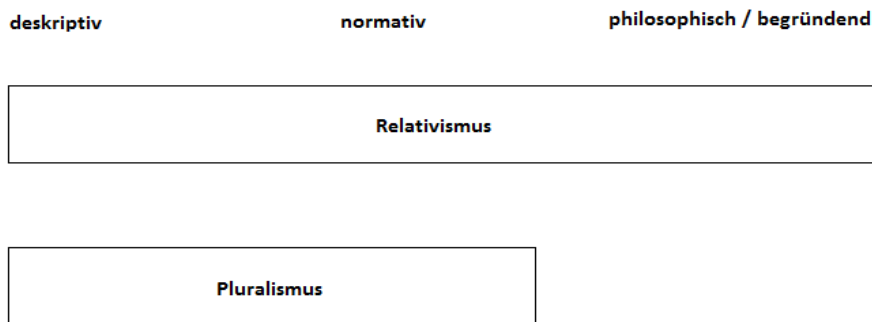 deskriptiv normativ philosophisch / begründend
Relativismus
Pluralismus